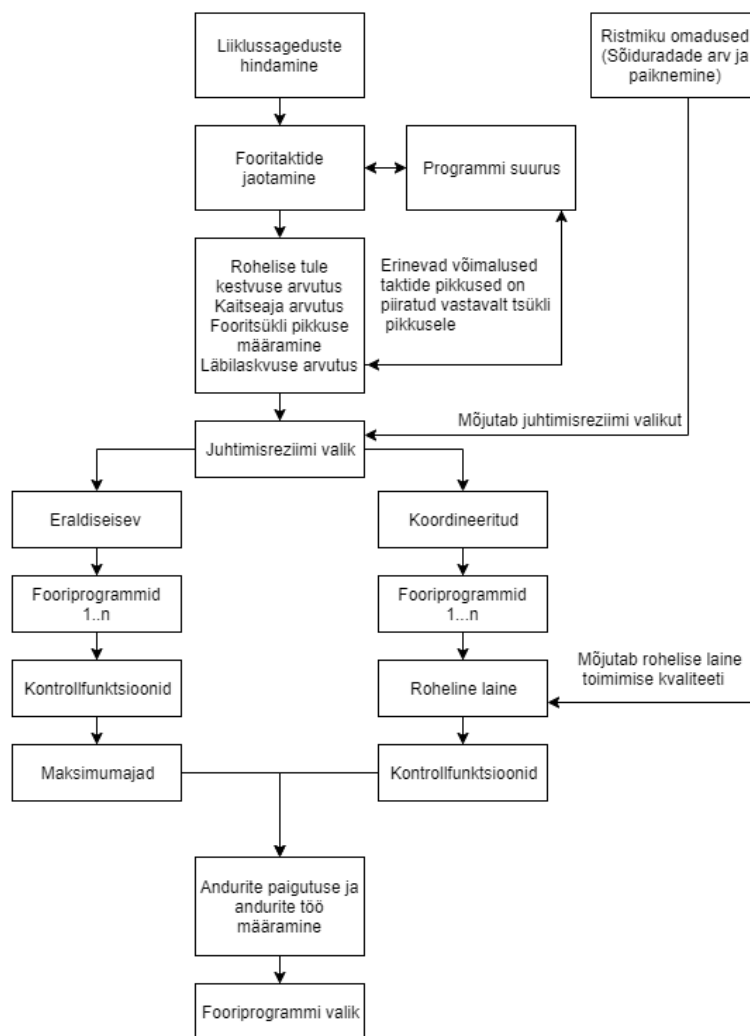 Liiklussageduste
hindamine
Ristmiku omadused
(Sõiduradade arv ja
paiknemine)
Fooritaktide
jaotamine
Programmi suurus
Rohelise tule
kestvuse arvutus
Kaitseaja arvutus
Fooritsükli pikkuse
määramine
Läbilaskvuse arvutus
Erinevad võimalused
taktide pikkused on
piiratud vastavalt tsükli
pikkusele
Mõjutab juhtimisreziimi valikut
Juhtimisreziimi valik
Eraldiseisev
Koordineeritud
Fooriprogrammid
1..n
Fooriprogrammid
1...n
Kontrollfunktsioonid
Roheline laine
Mõjutab rohelise laine
toimimise kvaliteeti
Maksimumajad
Kontrollfunktsioonid
Andurite paigutuse ja
andurite töö
määramine
Fooriprogrammi valik